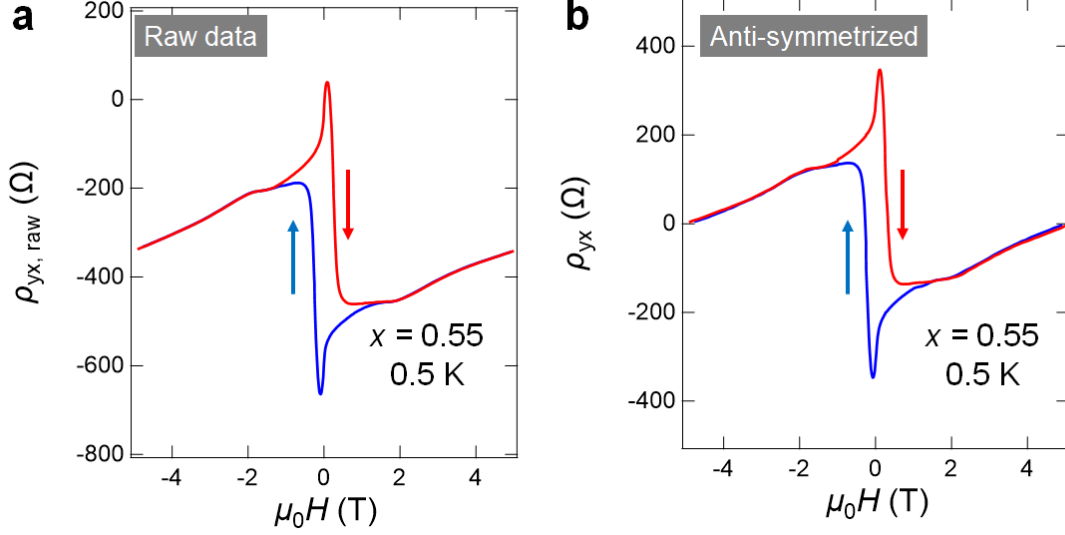 a
Raw data
200
0
-200
-400
-600
-800
ρyx, raw (Ω)
x = 0.55
0.5 K
-4
-2
0
2
4
μ0H (T)
b
Anti-symmetrized
400
200
0
-200
-400
ρyx (Ω)
x = 0.55
0.5 K
-4
-2
0
2
4
μ0H (T)